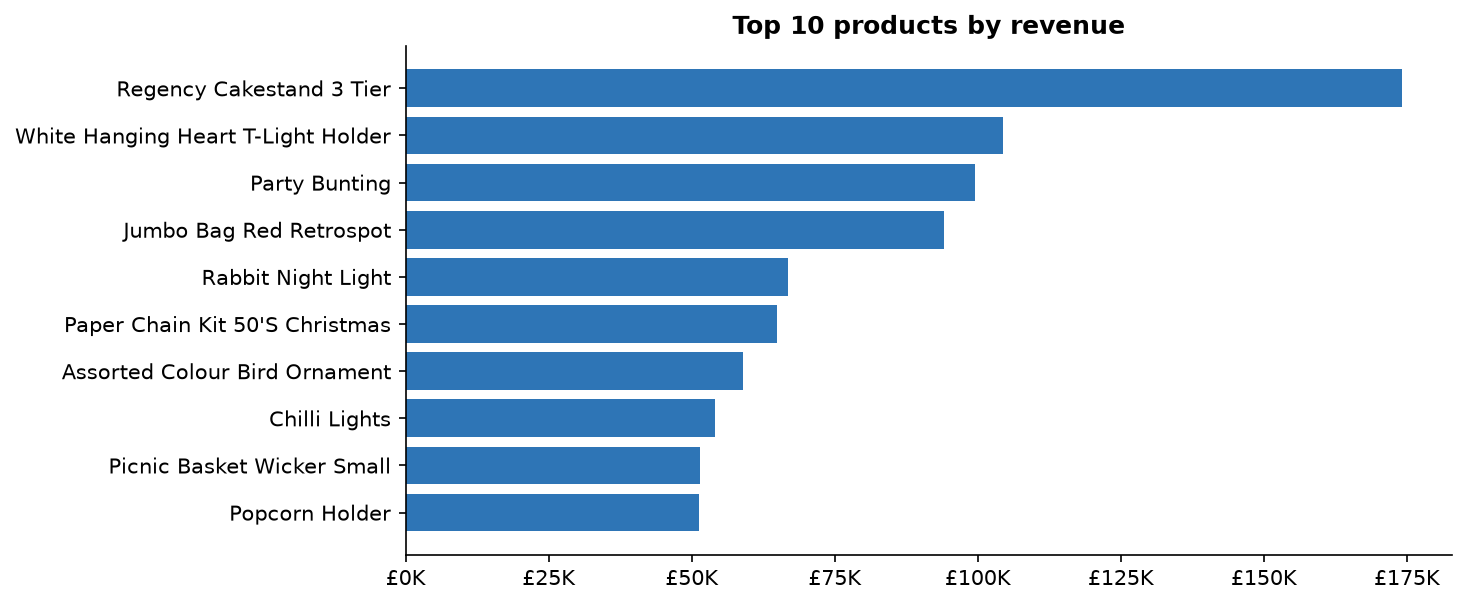 Top 10 products by revenue
Regency Cakestand 3 Tier
White Hanging Heart T-Light Holder
Party Bunting
Jumbo Bag Red Retrospot
Rabbit Night Light
Paper Chain Kit 50'S Christmas
Assorted Colour Bird Ornament
Chilli Lights
Picnic Basket Wicker Small
Popcorn Holder
£0K £25K £50K £75K £100K £125K £150K £175K